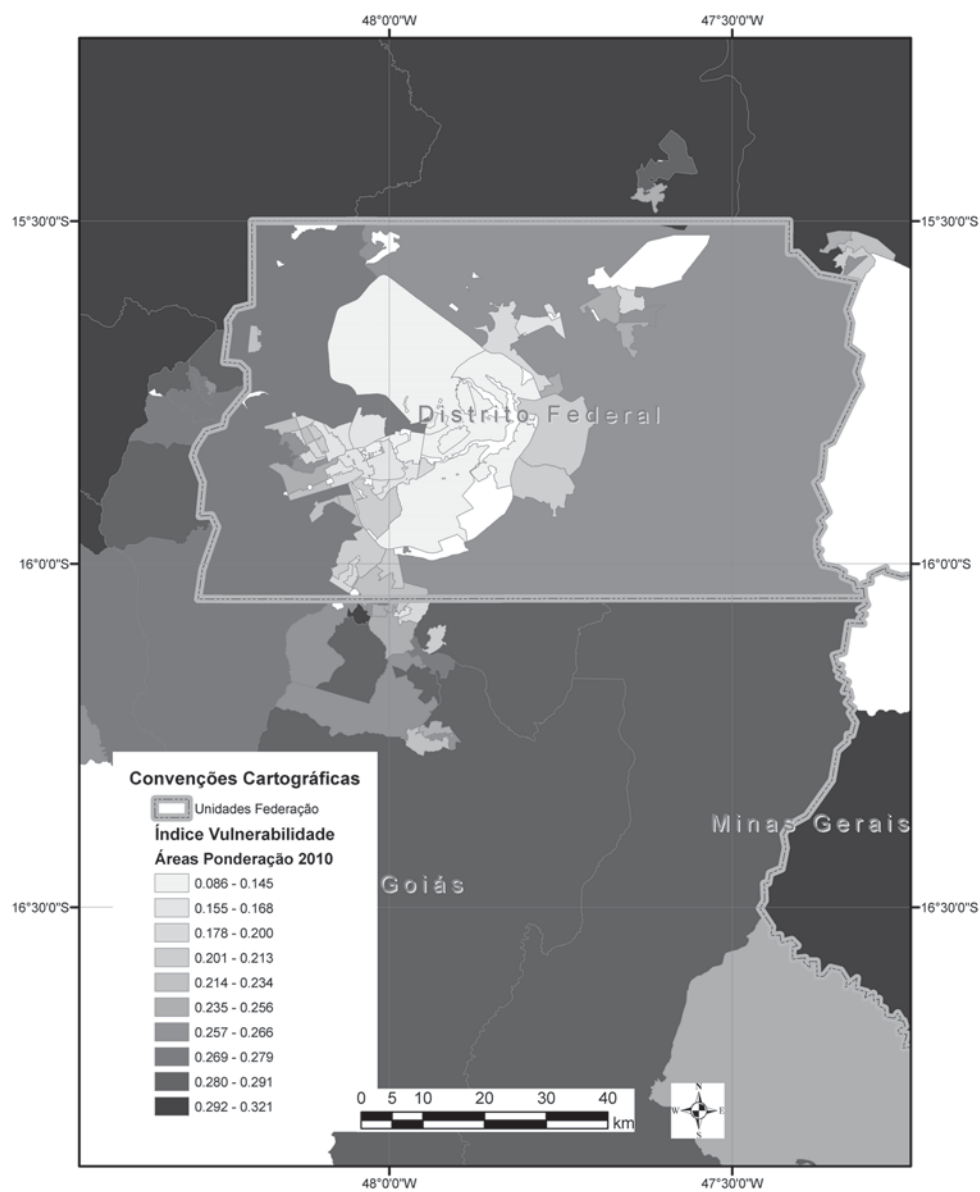 48°0'0"W 47°30'0"W
15°30'0"S 15°30'0"S
Distrito Federal
16°0'0"S 16°0'0"S
Convenções Cartográficas
Unidades Federação
Índice Vulnerabilidade
Minas Gerais
Áreas Ponderação 2010
0.086 - 0.145
Goiás
0.155 - 0.168
16°30'0"S 16°30'0"S
0.178 - 0.200
0.201 - 0.213
0.214 - 0.234
0.235 - 0.256
0.257 - 0.266
0.269 - 0.279
0.280 - 0.291
0.292 - 0.321
0 5 10 20 30 40
km
N
W E
S
48°0'0"W 47°30'0"W